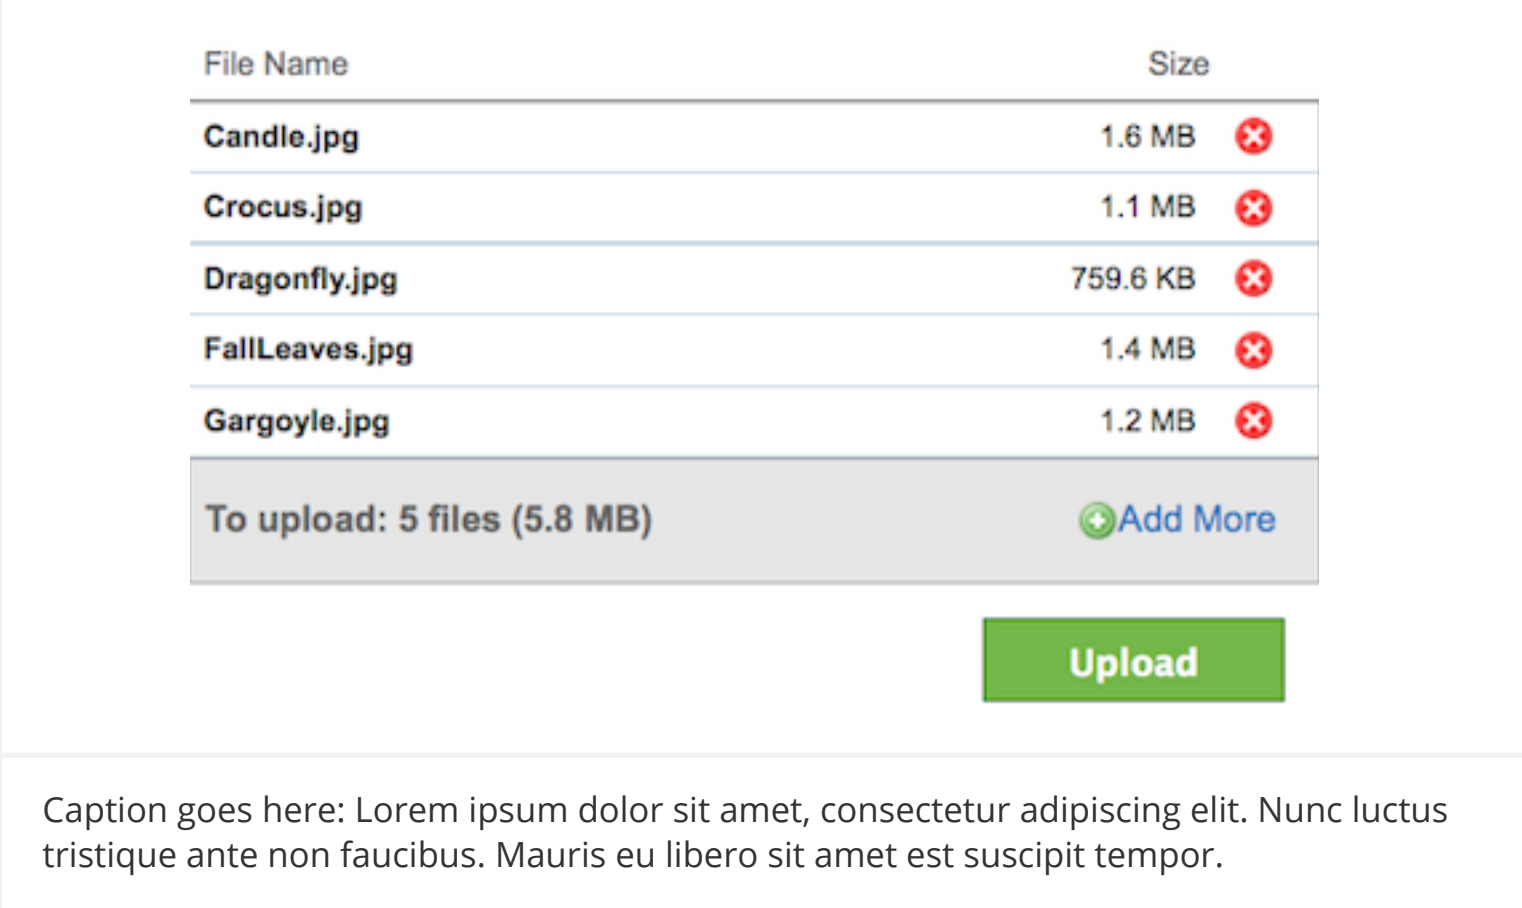 File Name Size
Candle.jpg 1.6 MB
Crocus.jpg 1.1 MB
Dragonfly.jpg 759.6 KB
FallLeaves.jpg 1.4 MB
Gargoyle.jpg 1.2 MB
To upload: 5 files (5.8 MB) Add More
Upload
Caption goes here: Lorem ipsum dolor sit amet, consectetur adipiscing elit. Nunc luctus
tristique ante non faucibus. Mauris eu libero sit amet est suscipit tempor.